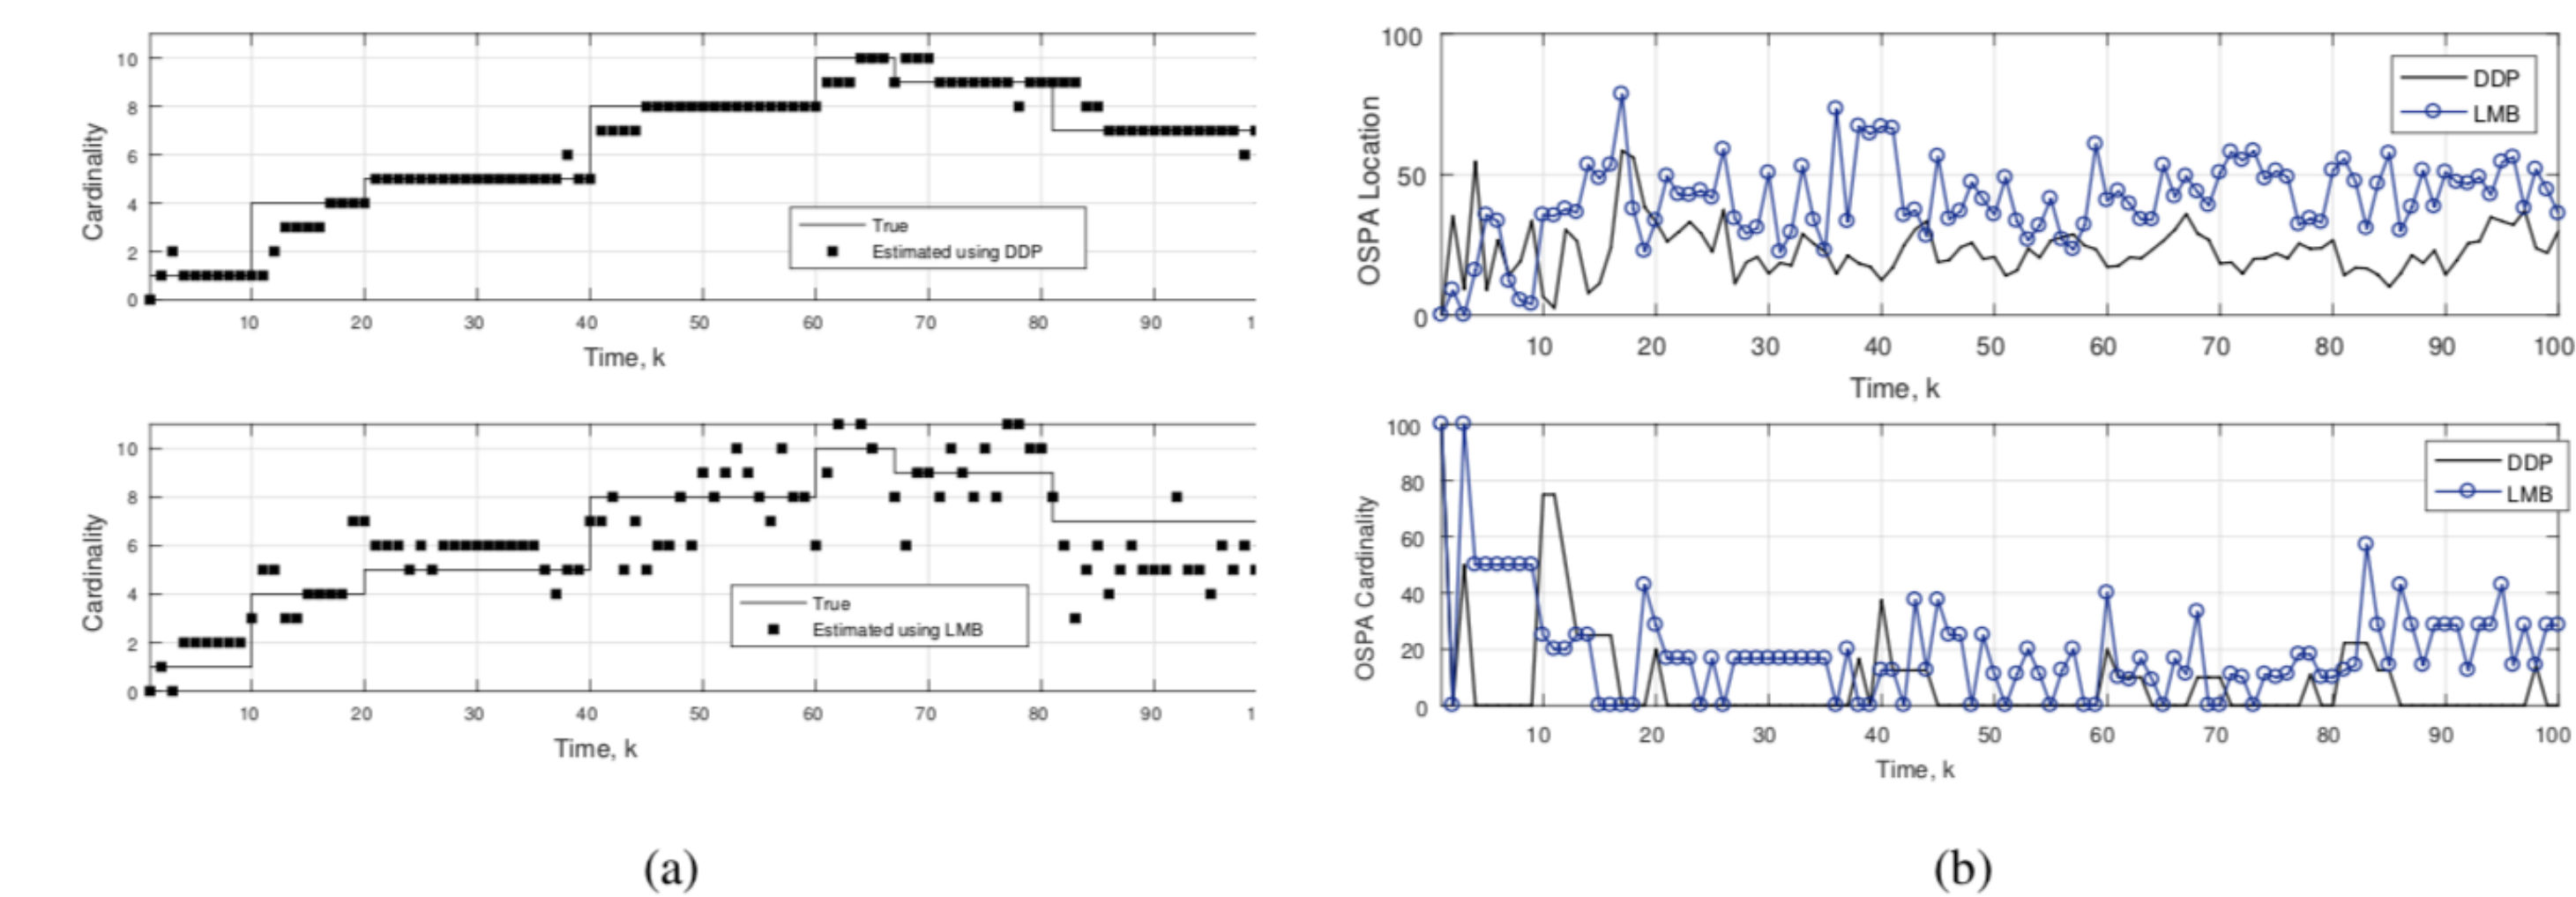 10
8
6
4
2
0
Cardinality
True
Estimated using DDP
10 20 30 40 50 60 70 80 90 1
Time, k
10
8
6
4
2
0
Cardinality
True
Estimated using LMB
10 20 30 40 50 60 70 80 90 1
Time, k
(a)
100
50
0
OSPA Location
DDP
LMB
10 20 30 40 50 60 70 80 90 100
Time, k
100
80
60
40
20
0
OSPA Cardinality
DDP
LMB
10 20 30 40 50 60 70 80 90 100
Time, k
(b)